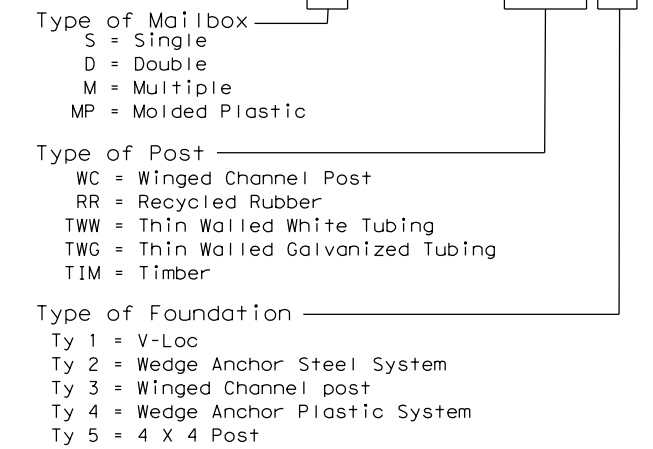 Type of Mailbox
S = Single
D = Double
M = Multiple
MP = Molded Plastic
Type of Post
WC = Winged Channel Post
RR = Recycled Rubber
TWW = Thin Walled White Tubing
TWG = Thin Walled Galvanized Tubing
TIM = Timber
Type of Foundation
Ty 1 = V-Loc
Ty 2 = Wedge Anchor Steel System
Ty 3 = Winged Channel post
Ty 4 = Wedge Anchor Plastic System
Ty 5 = 4 X 4 Post